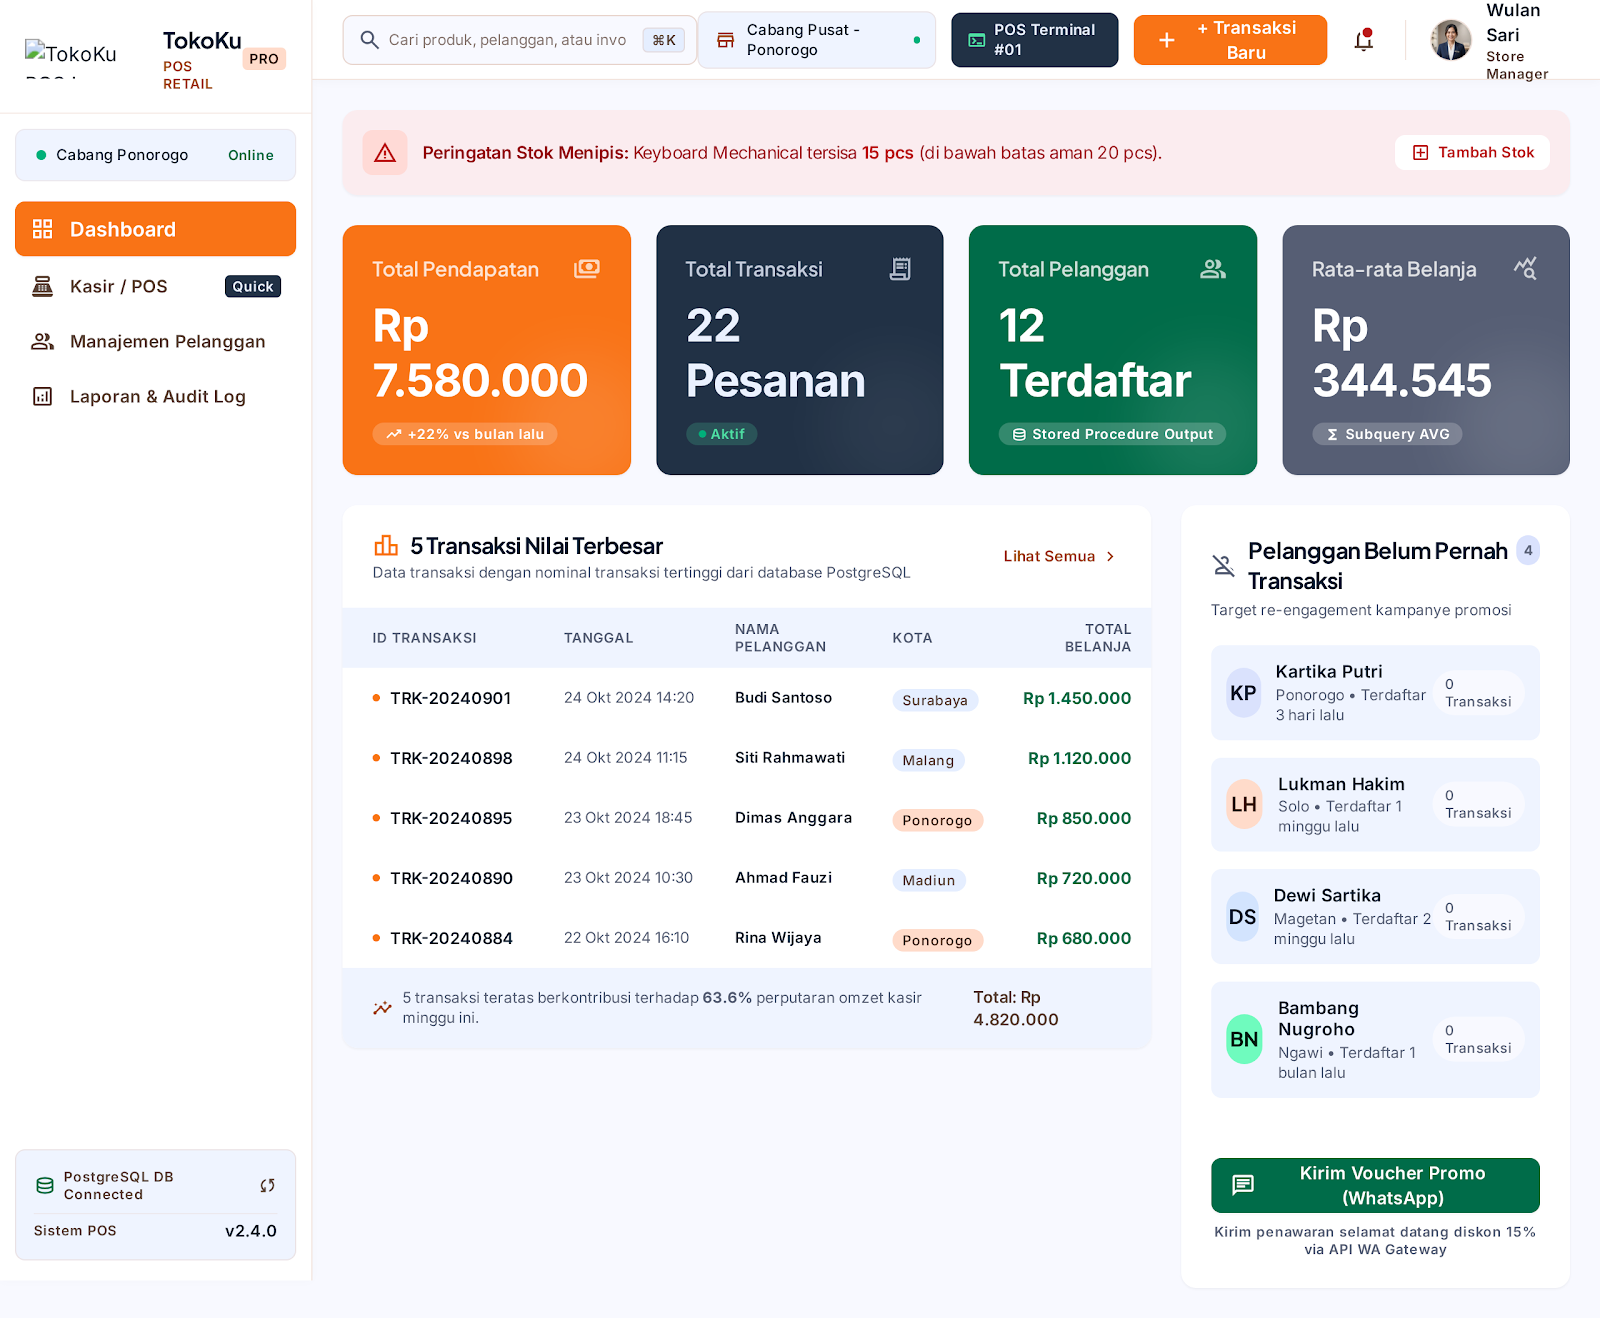 TokoKu
TokoKu
POS
RETAIL
PRO
Cabang Ponorogo
Online
Dashboard
Kasir / POS
Quick
Manajemen Pelanggan
Laporan & Audit Log
PostgreSQL DB
Connected
Sistem POS
v2.4.0
Cari produk, pelanggan, atau invo
⌘K
Cabang Pusat -
Ponorogo
POS Terminal
#01
+ Transaksi
Baru
Wulan
Sari
Store
Manager
Peringatan Stok Menipis: Keyboard Mechanical tersisa 15 pcs (di bawah batas aman 20 pcs).
Tambah Stok
Total Pendapatan
Rp
7.580.000
+22% vs bulan lalu
Total Transaksi
22
Pesanan
Aktif
Total Pelanggan
12
Terdaftar
Stored Procedure Output
Rata-rata Belanja
Rp
344.545
Subquery AVG
5 Transaksi Nilai Terbesar
Data transaksi dengan nominal transaksi tertinggi dari database PostgreSQL
Lihat Semua
ID TRANSAKSI
TANGGAL
NAMA
PELANGGAN
KOTA
TOTAL
BELANJA
TRK-20240901
24 Okt 2024 14:20
Budi Santoso
Surabaya
Rp 1.450.000
TRK-20240898
24 Okt 2024 11:15
Siti Rahmawati
Malang
Rp 1.120.000
TRK-20240895
23 Okt 2024 18:45
Dimas Anggara
Ponorogo
Rp 850.000
TRK-20240890
23 Okt 2024 10:30
Ahmad Fauzi
Madiun
Rp 720.000
TRK-20240884
22 Okt 2024 16:10
Rina Wijaya
Ponorogo
Rp 680.000
5 transaksi teratas berkontribusi terhadap 63.6% perputaran omzet kasir
minggu ini.
Total: Rp
4.820.000
Pelanggan Belum Pernah
Transaksi
4
Target re-engagement kampanye promosi
KP
Kartika Putri
Ponorogo • Terdaftar
3 hari lalu
0
Transaksi
LH
Lukman Hakim
Solo • Terdaftar 1
minggu lalu
0
Transaksi
DS
Dewi Sartika
Magetan • Terdaftar 2
minggu lalu
0
Transaksi
BN
Bambang
Nugroho
Ngawi • Terdaftar 1
bulan lalu
0
Transaksi
Kirim Voucher Promo
(WhatsApp)
Kirim penawaran selamat datang diskon 15%
via API WA Gateway